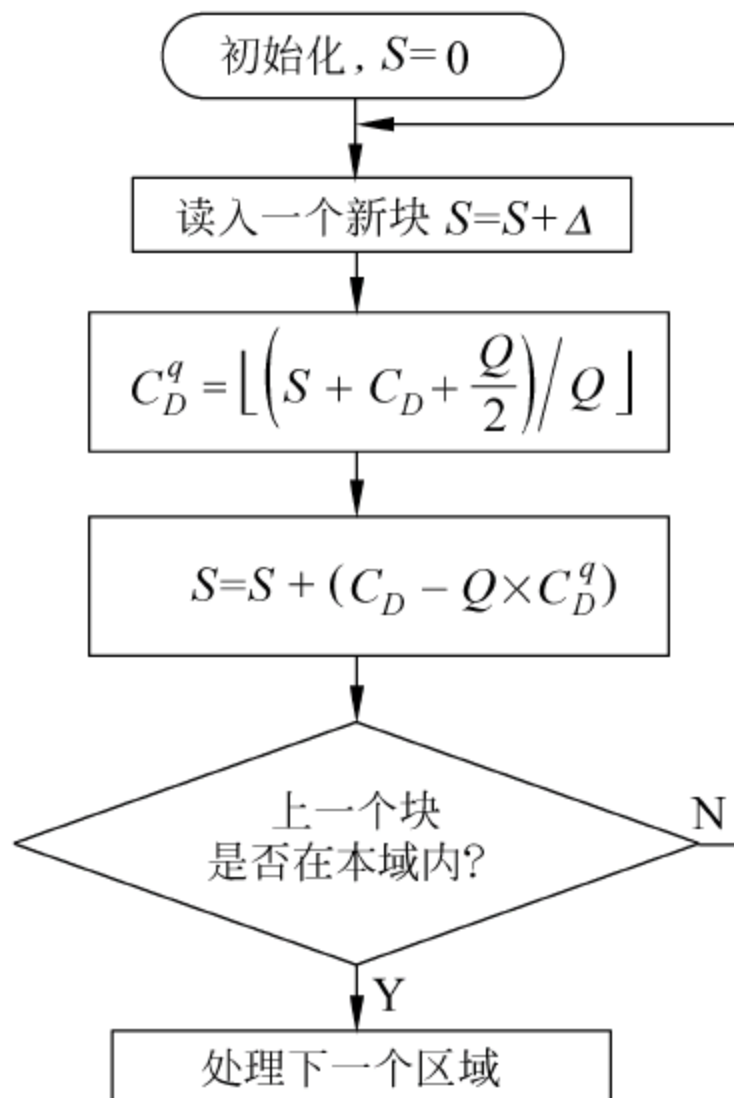 初始化, S=0
读入一个新块 S=S+Δ
C_D^q = ⌊(S + C_D + Q/2)/Q⌋
S=S + (C_D − Q×C_D^q)
上一个块
是否在本域内?
N
Y
处理下一个区域